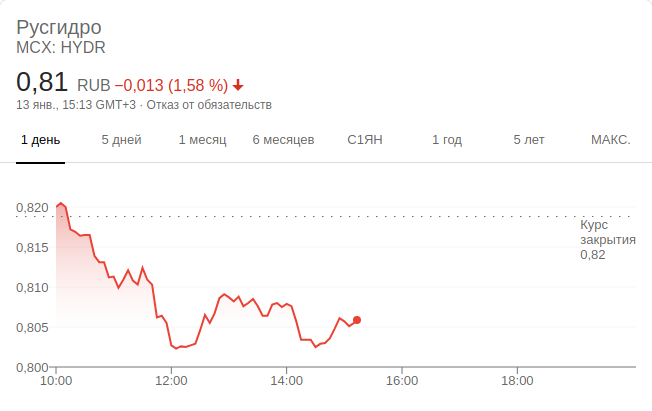 Русгидро
MCX: HYDR
0,81 RUB −0,013 (1,58 %)
13 янв., 15:13 GMT+3 · Отказ от обязательств
1 день 5 дней 1 месяц 6 месяцев С1ЯН 1 год 5 лет МАКС.
0,820
Курс
закрытия
0,82
0,815
0,810
0,805
0,800
10:00 12:00 14:00 16:00 18:00